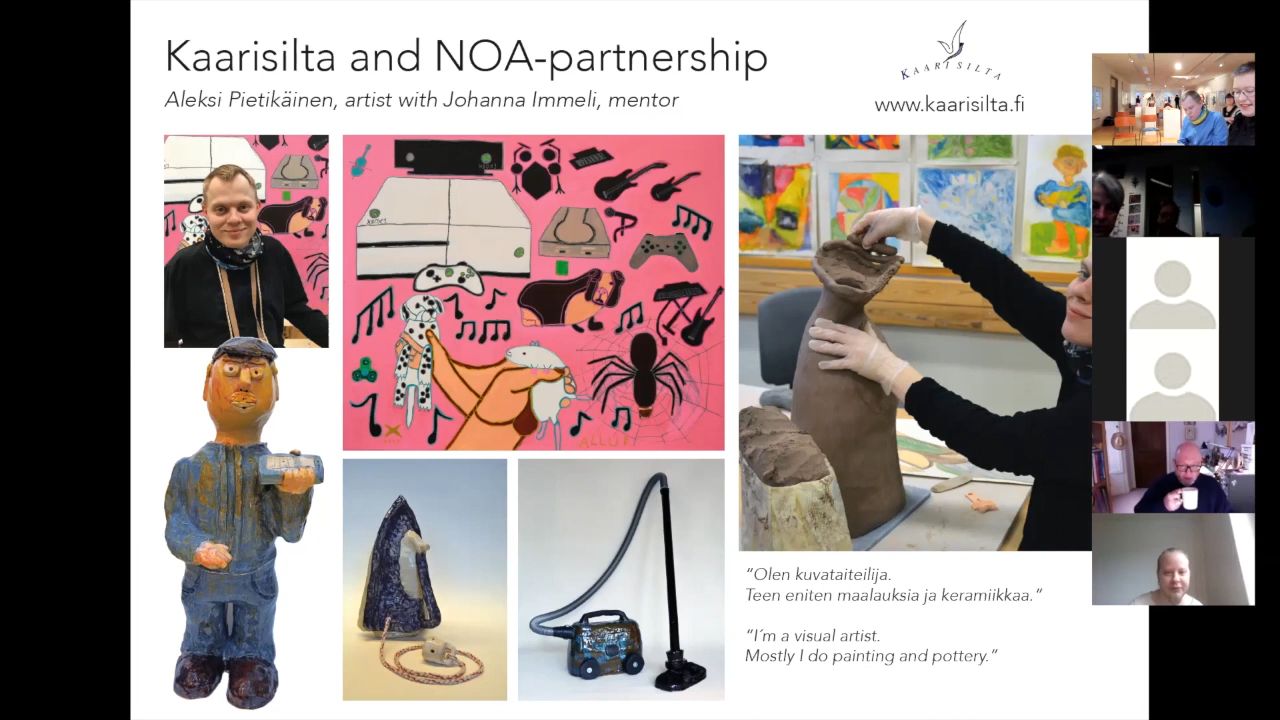 Kaarisilta and NOA-partnership
Aleksi Pietikäinen, artist with Johanna Immeli, mentor
KAARISILTA
www.kaarisilta.fi
“Olen kuvataiteilija.
Teen eniten maalauksia ja keramiikkaa.”
“I´m a visual artist.
Mostly I do painting and pottery.”